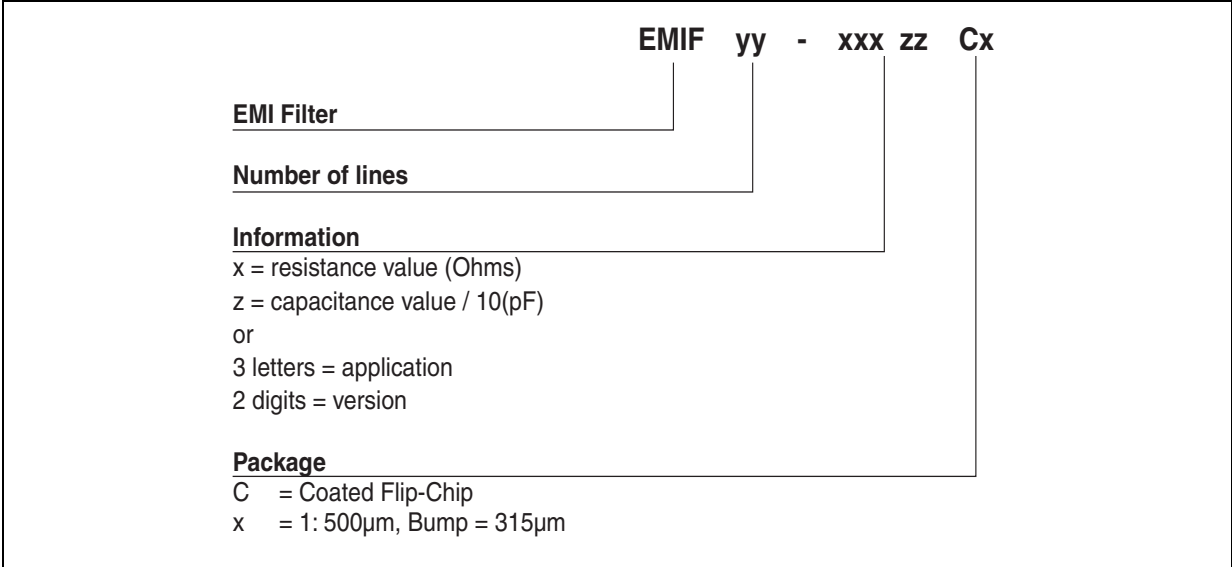 EMIF yy - xxx zz Cx
EMI Filter
Number of lines
Information
x = resistance value (Ohms)
z = capacitance value / 10(pF)
or
3 letters = application
2 digits = version
Package
C = Coated Flip-Chip
x = 1: 500µm, Bump = 315µm